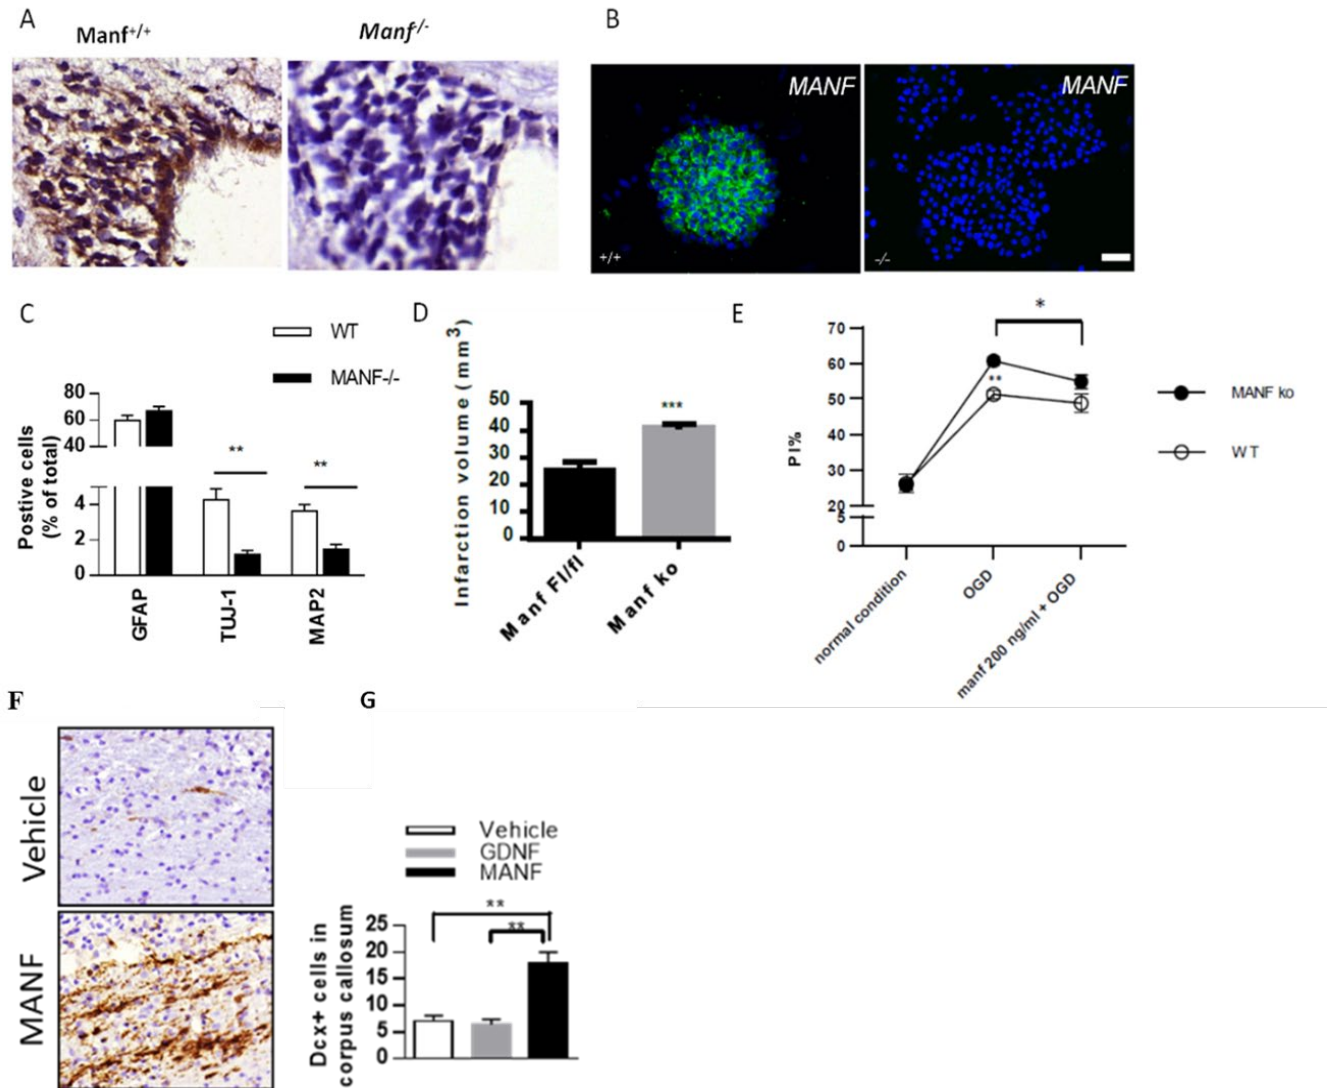 A
Manf+/+
Manf-/-
B
MANF
+/+
MANF
-/-
C
WT
MANF-/-
Postive cells
(% of total)
80
60
40
4
2
0
**
**
GFAP
TUJ-1
MAP2
D
Infarction volume (mm3)
50
40
30
20
10
0
***
Manf Fl/fl
Manf ko
E
PI%
70
60
50
40
30
20
5
0
*
**
MANF ko
WT
normal condition
OGD
manf 200 ng/ml + OGD
F
Vehicle
MANF
G
Vehicle
GDNF
MANF
Dcx+ cells in
corpus callosum
25
20
15
10
5
0
**
**